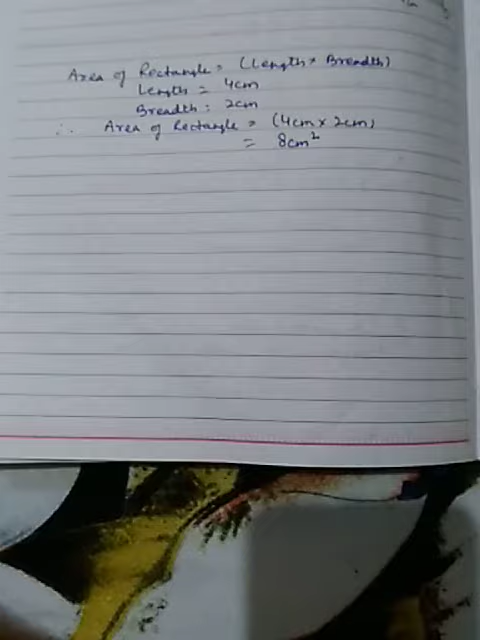 Area of Rectangle = (Length × Breadth)
Length = 4cm
Breadth : 2cm
∴ Area of Rectangle = (4cm × 2cm)
= 8cm²